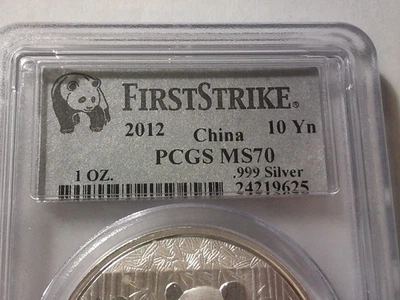 FIRSTSTRIKE®
2012 China 10 Yn
PCGS MS70
1 OZ. .999 Silver
24219625